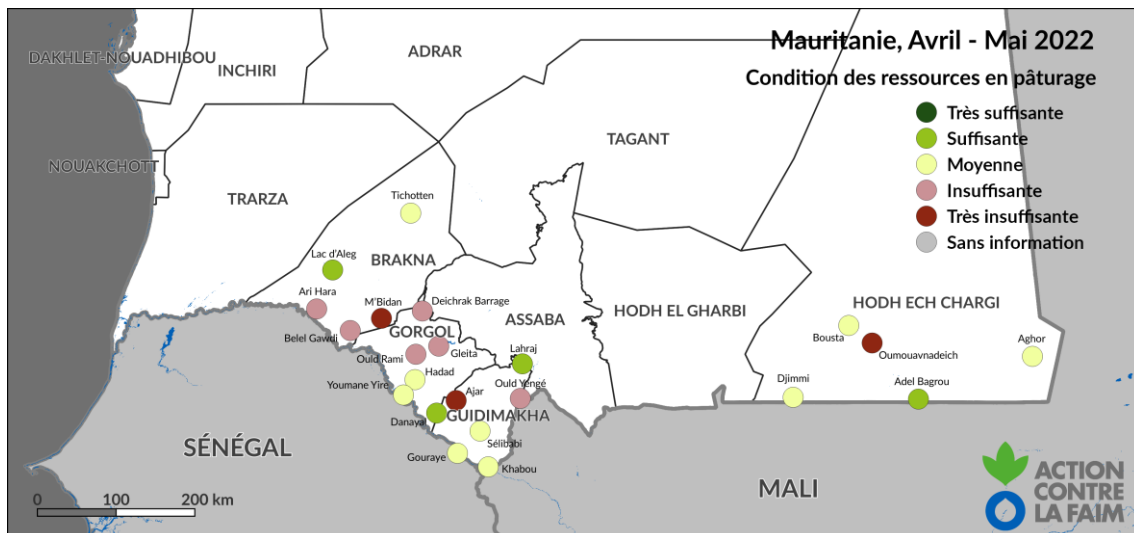 Mauritanie, Avril - Mai 2022
Condition des ressources en pâturage
Très suffisante
Suffisante
Moyenne
Insuffisante
Très insuffisante
Sans information
DAKHLET-NOUADHIBOU
INCHIRI
ADRAR
TAGANT
NOUAKCHOTT
TRARZA
Tichotten
BRAKNA
Lac d'Aleg
Ari Hara
M'Bidan
Deichrak Barrage
Belel Gawdi
GORGOL
ASSABA
HODH EL GHARBI
HODH ECH CHARGI
Bousta
Oumouavnadeich
Aghor
Ould Rami
Gleita
Lahraj
Hadad
Youmane Yire
Ajar
Ould Yengé
Djimmi
Adel Bagrou
Danaya
GUIDIMAKHA
Sélibabi
Gouraye
Khabou
SÉNÉGAL
MALI
0 100 200 km
ACTION
CONTRE
LA FAIM